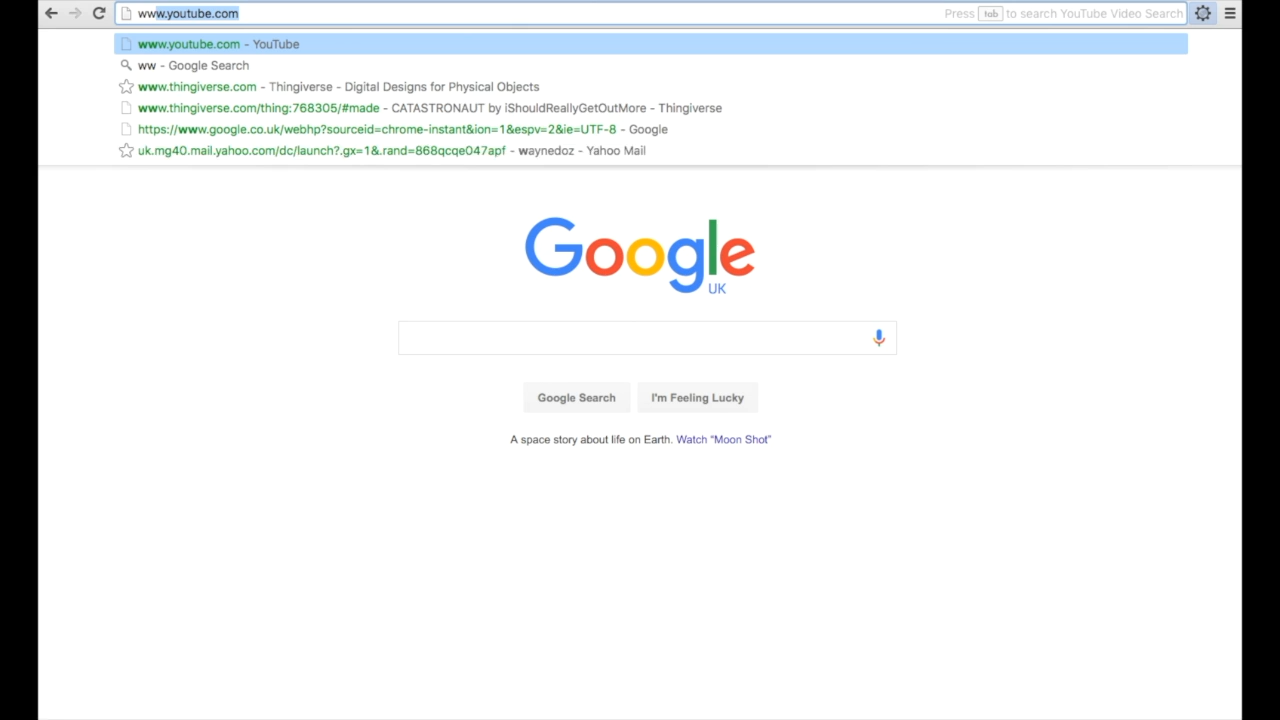 www.youtube.com Press tab to search YouTube Video Search
www.youtube.com - YouTube
ww - Google Search
www.thingiverse.com - Thingiverse - Digital Designs for Physical Objects
www.thingiverse.com/thing:768305/#made - CATASTRONAUT by iShouldReallyGetOutMore - Thingiverse
https://www.google.co.uk/webhp?sourceid=chrome-instant&ion=1&espv=2&ie=UTF-8 - Google
uk.mg40.mail.yahoo.com/dc/launch?.gx=1&.rand=868qcqe047apf - waynedoz - Yahoo Mail
Google
UK
Google Search I'm Feeling Lucky
A space story about life on Earth. Watch “Moon Shot”